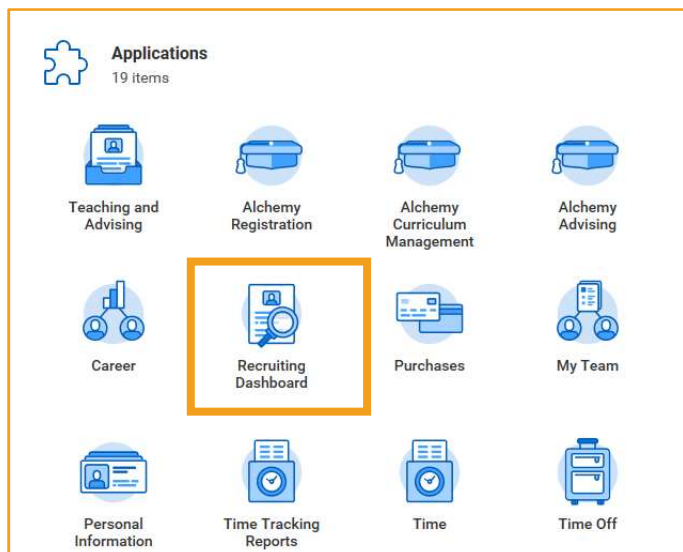 Applications
19 items
Teaching and
Advising
Alchemy
Registration
Alchemy
Curriculum
Management
Alchemy
Advising
Career
Recruiting
Dashboard
Purchases
My Team
Personal
Information
Time Tracking
Reports
Time
Time Off